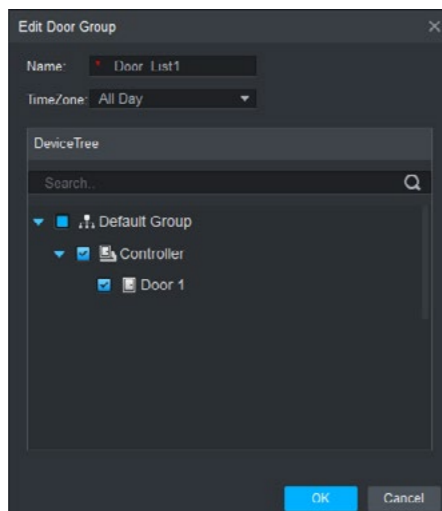 Edit Door Group
Name: * Door_List1
TimeZone: All Day
DeviceTree
Search..
Default Group
Controller
Door 1
OK Cancel